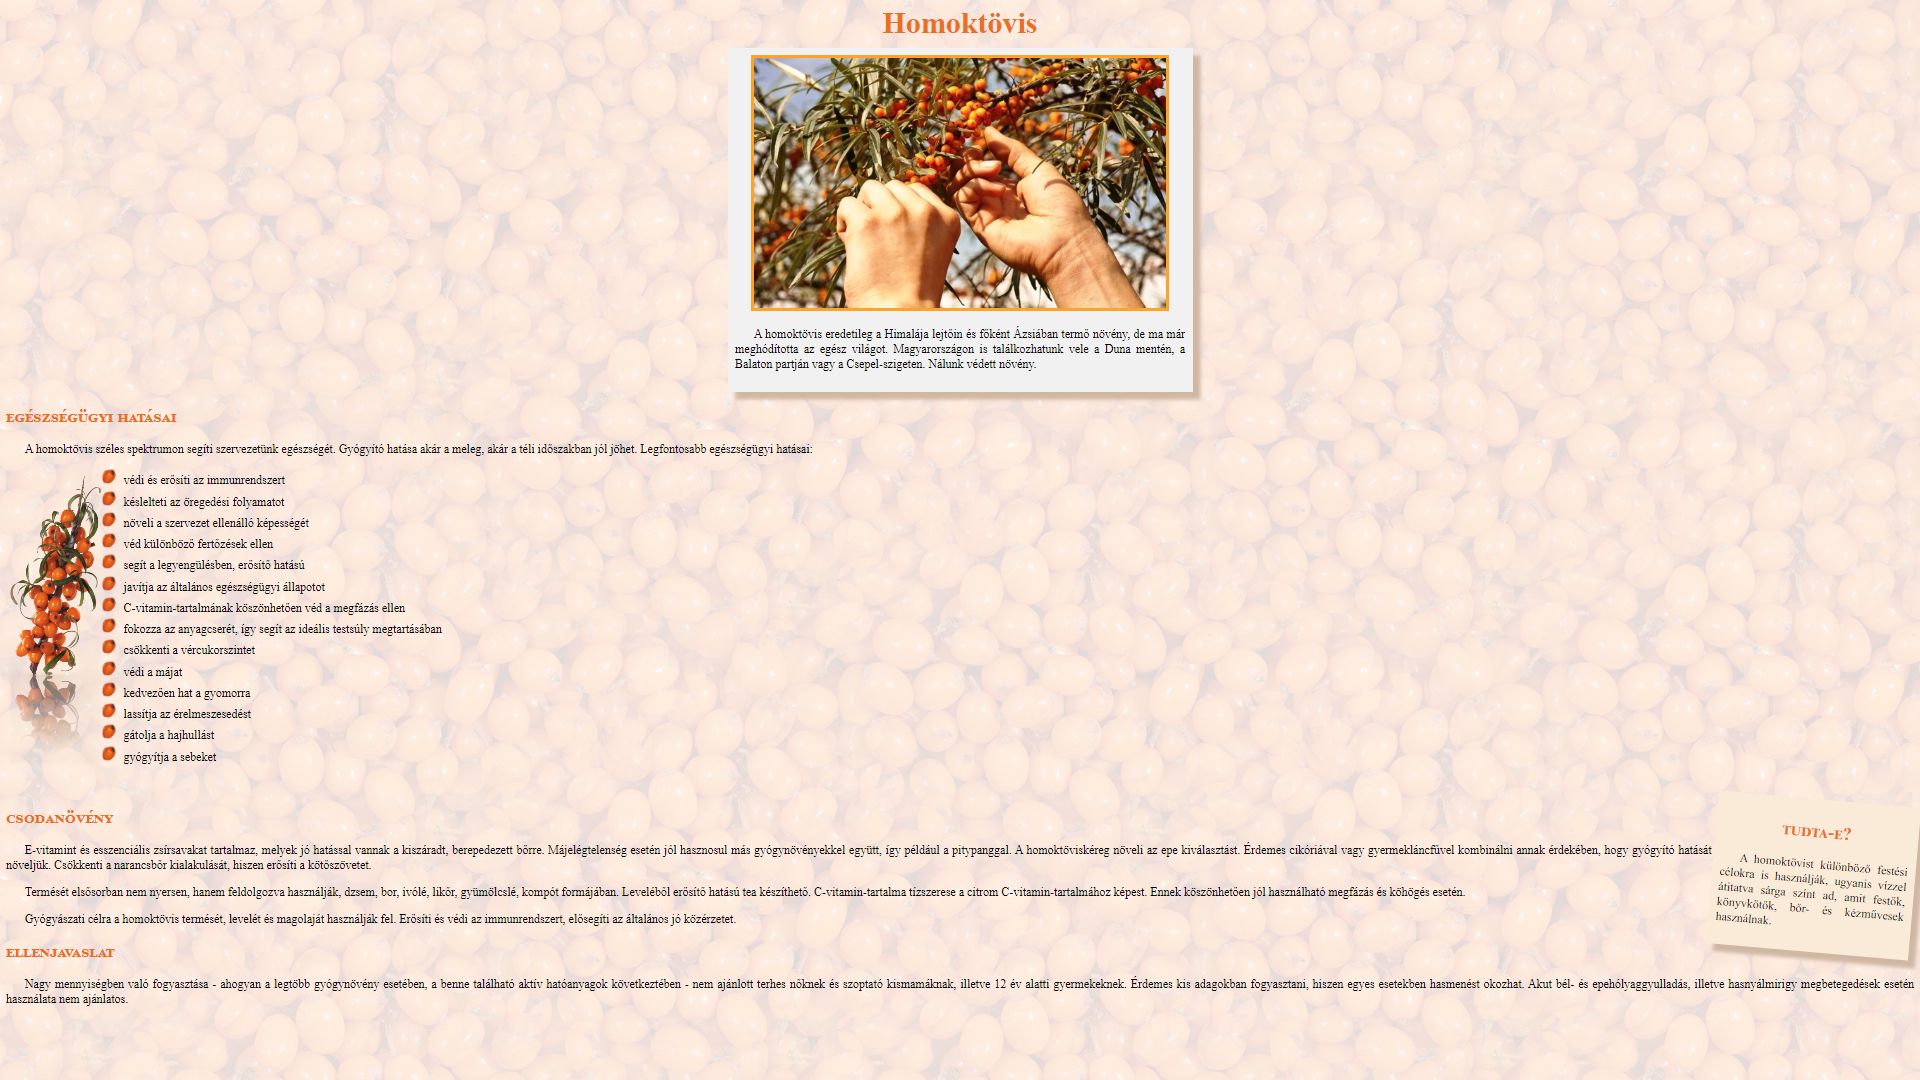 Homoktövis
A homoktövis eredetileg a Himalája lejtőin és főként Ázsiában termő növény, de ma már
meghódította az egész világot. Magyarországon is találkozhatunk vele a Duna mentén, a
Balaton partján vagy a Csepel-szigeten. Nálunk védett növény.
EGÉSZSÉGÜGYI HATÁSAI
A homoktövis széles spektrumon segíti szervezetünk egészségét. Gyógyító hatása akár a meleg, akár a téli időszakban jól jöhet. Legfontosabb egészségügyi hatásai:
védi és erősíti az immunrendszert
késlelteti az öregedési folyamatot
növeli a szervezet ellenálló képességét
véd különböző fertőzések ellen
segít a legyengülésben, erősítő hatású
javítja az általános egészségügyi állapotot
C-vitamin-tartalmának köszönhetően véd a megfázás ellen
fokozza az anyagcserét, így segít az ideális testsúly megtartásában
csökkenti a vércukorszintet
védi a májat
kedvezően hat a gyomorra
lassítja az érelmeszesedést
gátolja a hajhullást
gyógyítja a sebeket
CSODANÖVÉNY
E-vitamint és esszenciális zsírsavakat tartalmaz, melyek jó hatással vannak a kiszáradt, berepedezett bőrre. Májelégtelenség esetén jól hasznosul más gyógynövényekkel együtt, így például a pitypanggal. A homoktöviskéreg növeli az epe kiválasztást. Érdemes cikóriával vagy gyermekláncfűvel kombinálni annak érdekében, hogy gyógyító hatását
növeljük. Csökkenti a narancsbőr kialakulását, hiszen erősíti a kötőszövetet.
Termését elsősorban nem nyersen, hanem feldolgozva használják, dzsem, bor, ivólé, likőr, gyümölcslé, kompót formájában. Leveléből erősítő hatású tea készíthető. C-vitamin-tartalma tízszerese a citrom C-vitamin-tartalmához képest. Ennek köszönhetően jól használható megfázás és köhögés esetén.
Gyógyászati célra a homoktövis termését, levelét és magolaját használják fel. Erősíti és védi az immunrendszert, elősegíti az általános jó közérzetet.
TUDTA-E?
A homoktövist különböző festési
célokra is használják, ugyanis vízzel
átitatva sárga színt ad, amit festők,
könyvkötők, bőr- és kézművesek
használnak.
ELLENJAVASLAT
Nagy mennyiségben való fogyasztása - ahogyan a legtöbb gyógynövény esetében, a benne található aktív hatóanyagok következtében - nem ajánlott terhes nőknek és szoptató kismamáknak, illetve 12 év alatti gyermekeknek. Érdemes kis adagokban fogyasztani, hiszen egyes esetekben hasmenést okozhat. Akut bél- és epehólyaggyulladás, illetve hasnyálmirigy megbetegedések esetén
használata nem ajánlatos.